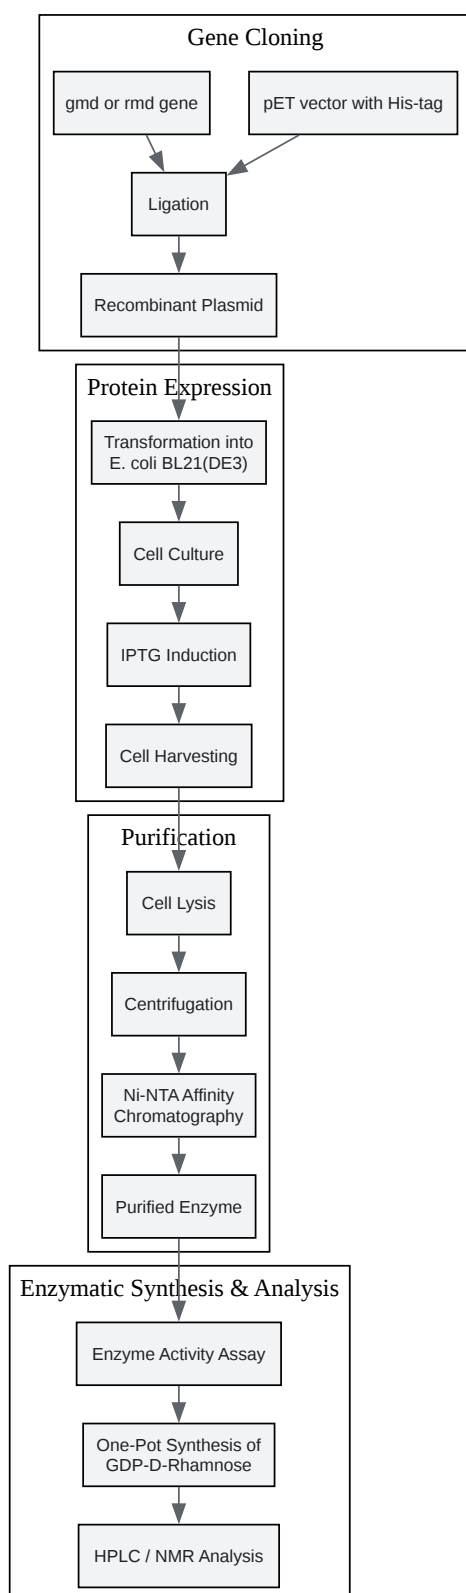 Gene Cloning
gmd or rmd gene
pET vector with His-tag
Ligation
Recombinant Plasmid
Protein Expression
Transformation into
E. coli BL21(DE3)
Cell Culture
IPTG Induction
Cell Harvesting
Purification
Cell Lysis
Centrifugation
Ni-NTA Affinity
Chromatography
Purified Enzyme
Enzymatic Synthesis & Analysis
Enzyme Activity Assay
One-Pot Synthesis of
GDP-D-Rhamnose
HPLC / NMR Analysis